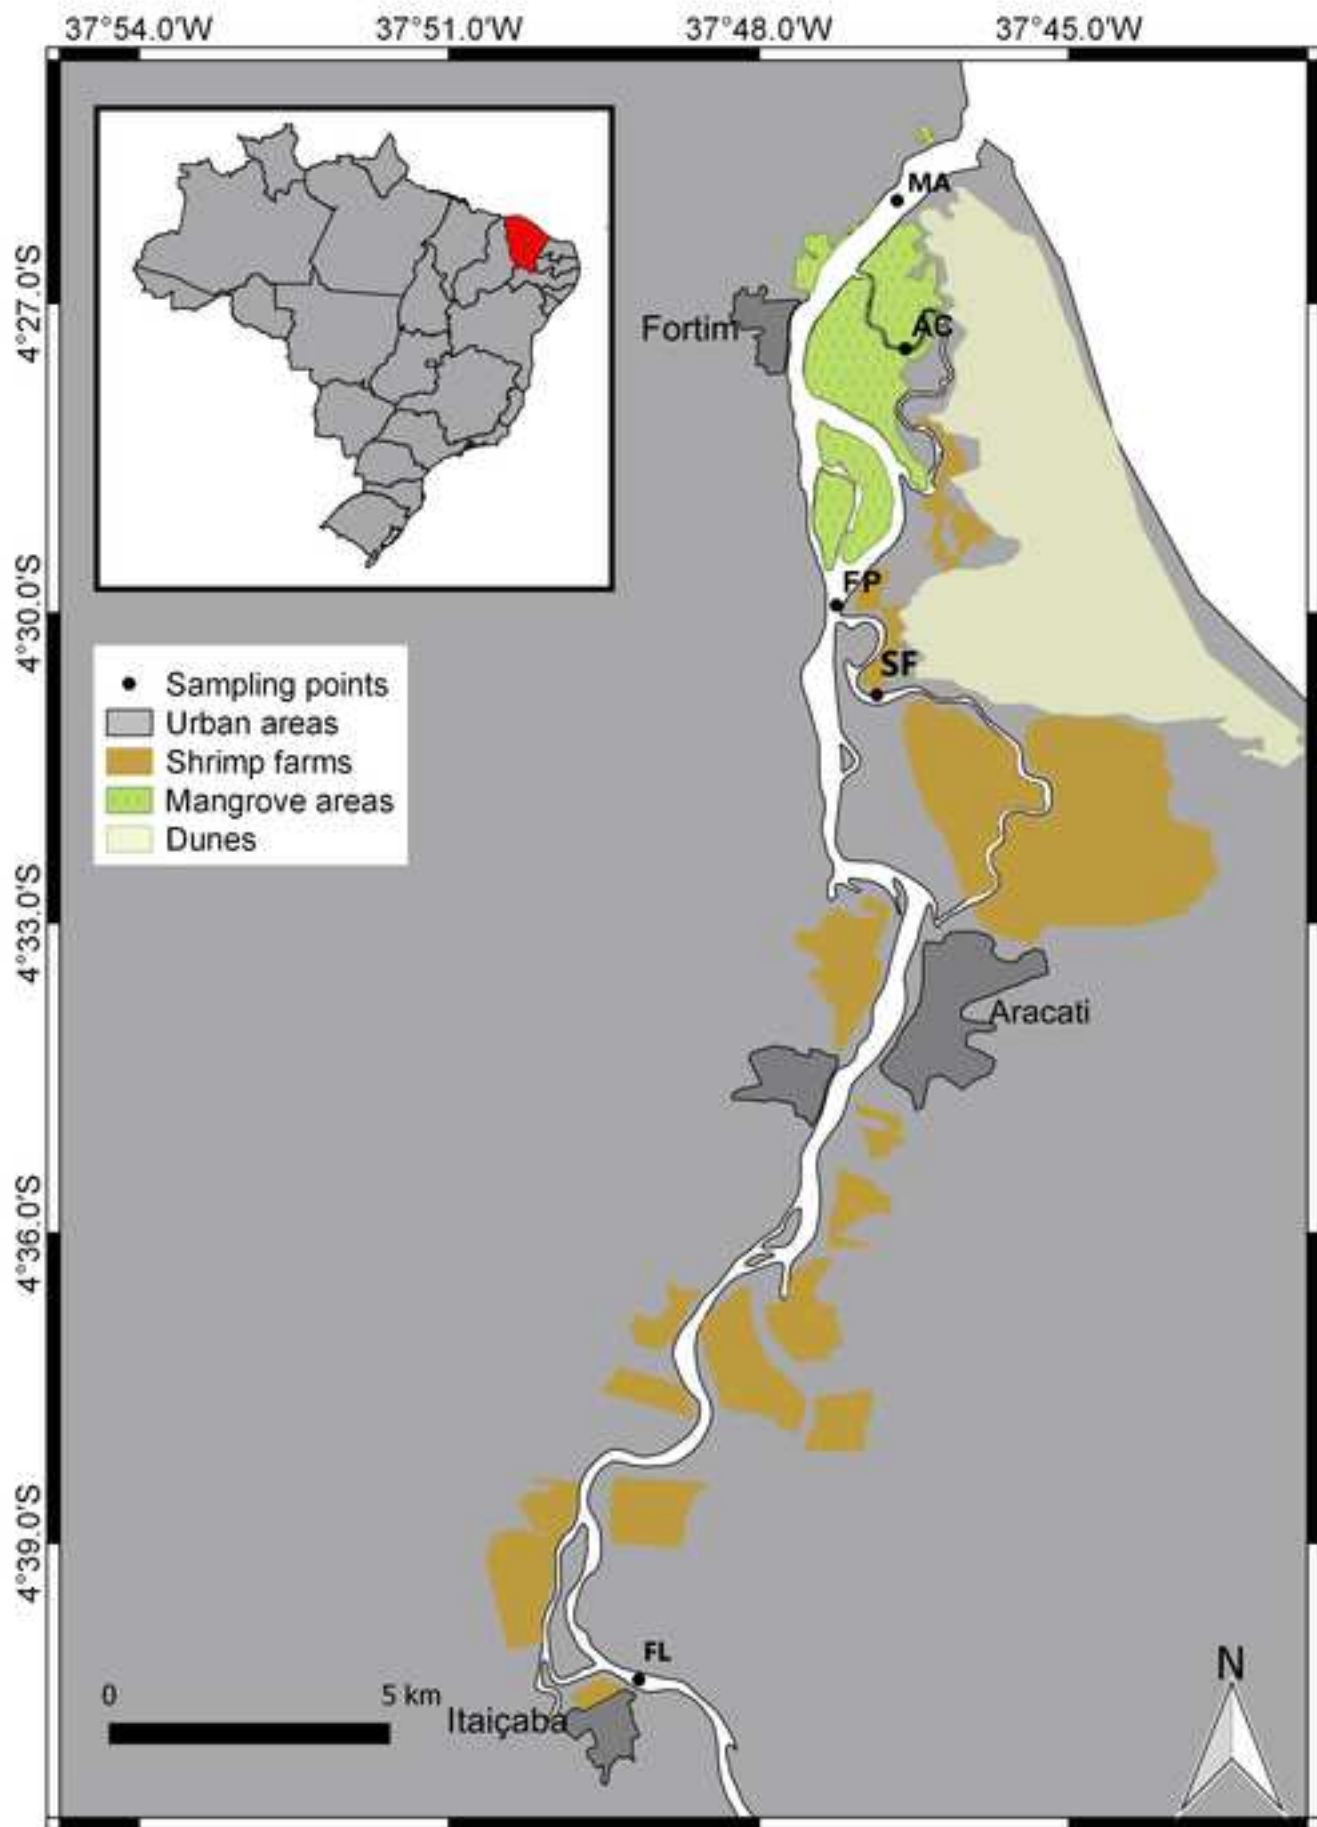 37°54.0'W 37°51.0'W 37°48.0'W 37°45.0'W
MA
4°27.0'S
Fortim
AC
FP
4°30.0'S
SF
Sampling points
Urban areas
Shrimp farms
Mangrove areas
Dunes
4°33.0'S
Aracati
4°36.0'S
4°39.0'S
FL
N
0 5 km
Itaiçaba